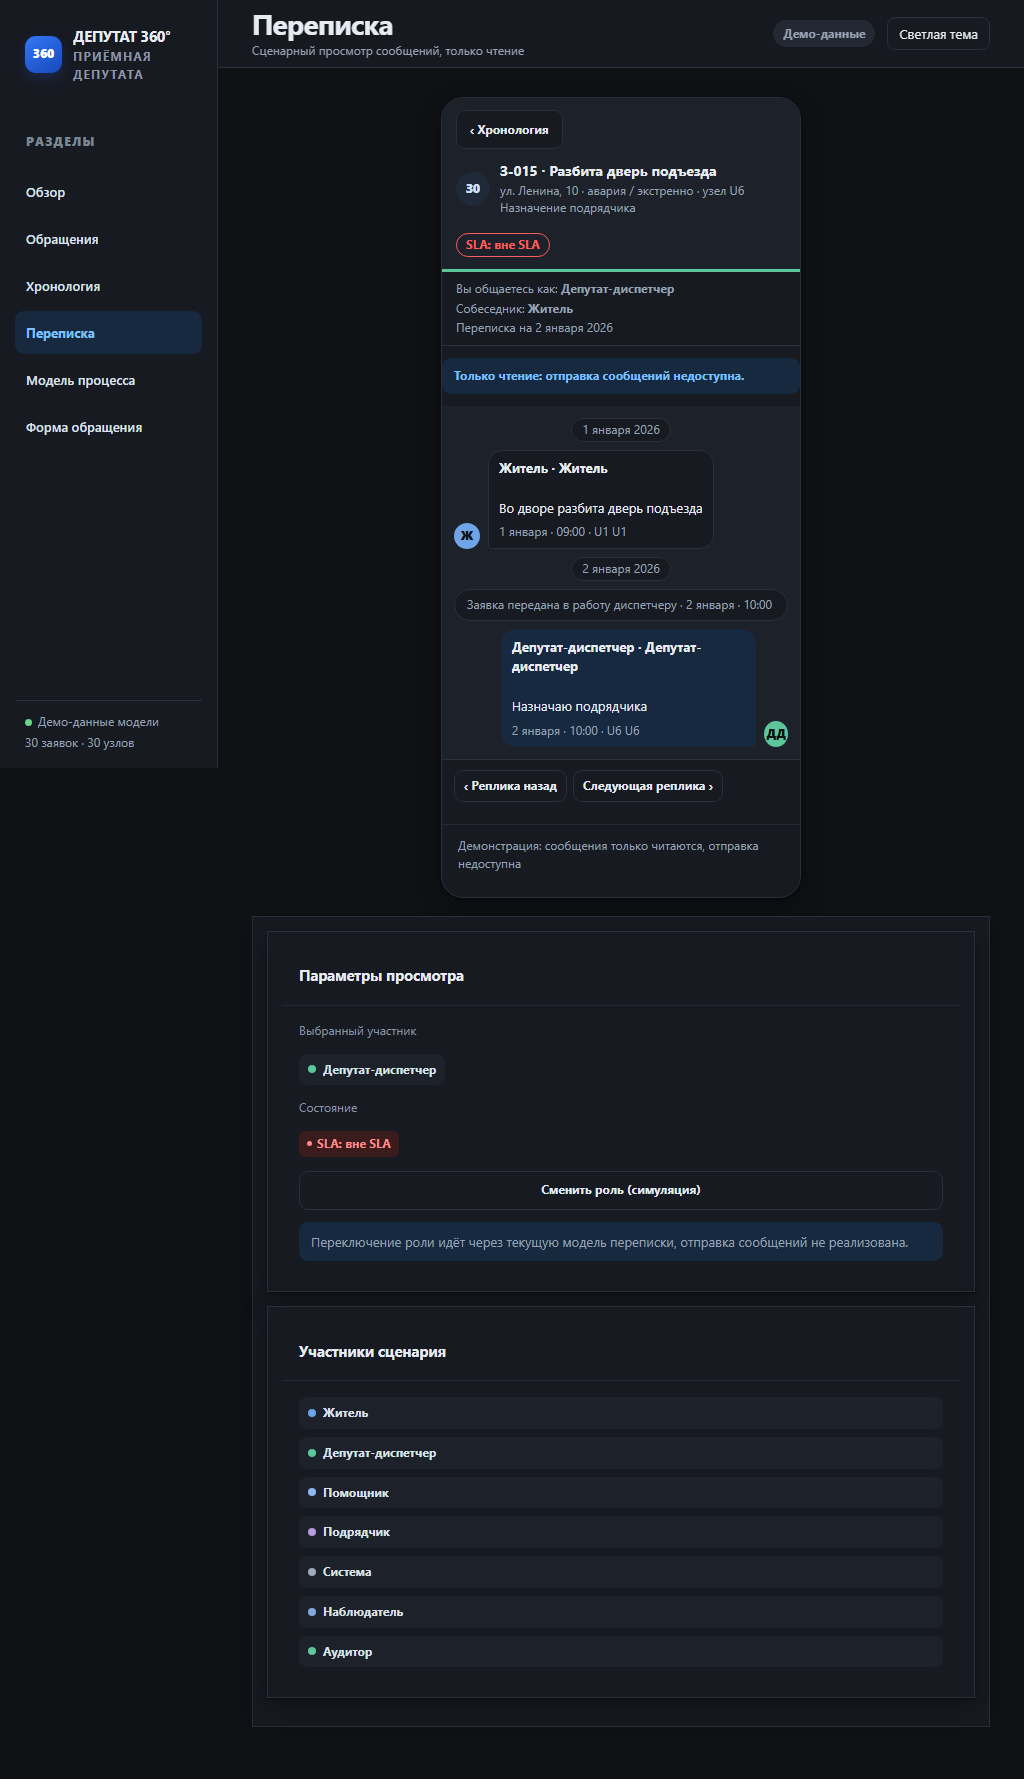 360
ДЕПУТАТ 360°
ПРИЁМНАЯ
ДЕПУТАТА
РАЗДЕЛЫ
Обзор
Обращения
Хронология
Переписка
Модель процесса
Форма обращения
Демо-данные модели
30 заявок · 30 узлов
Переписка
Сценарный просмотр сообщений, только чтение
Демо-данные
Светлая тема
‹ Хронология
30
З-015 · Разбита дверь подъезда
ул. Ленина, 10 · авария / экстренно · узел U6
Назначение подрядчика
SLA: вне SLA
Вы общаетесь как: Депутат-диспетчер
Собеседник: Житель
Переписка на 2 января 2026
Только чтение: отправка сообщений недоступна.
1 января 2026
Житель · Житель
Во дворе разбита дверь подъезда
1 января · 09:00 · U1 U1
Ж
2 января 2026
Заявка передана в работу диспетчеру · 2 января · 10:00
Депутат-диспетчер · Депутат-
диспетчер
Назначаю подрядчика
2 января · 10:00 · U6 U6
ДД
‹ Реплика назад
Следующая реплика ›
Демонстрация: сообщения только читаются, отправка
недоступна
Параметры просмотра
Выбранный участник
Депутат-диспетчер
Состояние
• SLA: вне SLA
Сменить роль (симуляция)
Переключение роли идёт через текущую модель переписки, отправка сообщений не реализована.
Участники сценария
Житель
Депутат-диспетчер
Помощник
Подрядчик
Система
Наблюдатель
Аудитор